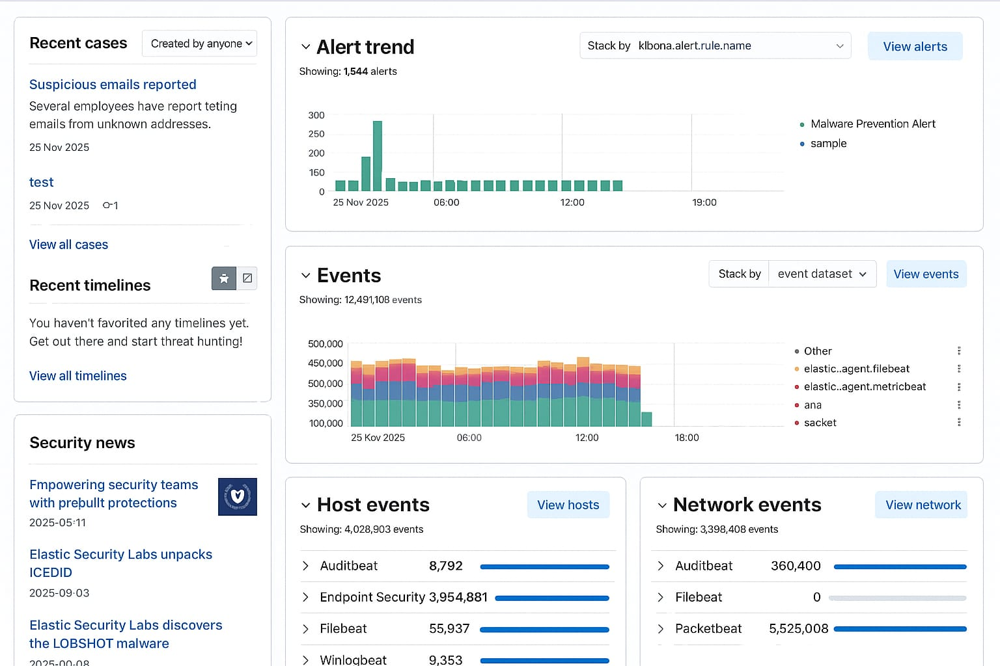 Recent cases
Created by anyone
Suspicious emails reported
Several employees have report teting
emails from unknown addresses.
25 Nov 2025
test
25 Nov 2025 1
View all cases
Recent timelines
You haven't favorited any timelines yet.
Get out there and start threat hunting!
View all timelines
Security news
Fmpowering security teams
with preþullt protections
2025-05-11
Elastic Security Labs unpacks
ICEDID
2025-09-03
Elastic Security Labs discovers
the LOBSHOT malware
2025-00-08
Alert trend
Stack by klbona.alert.rule.name
View alerts
Showing: 1,544 alerts
300
250
200
160
0
25 Nov 2025 06:00 12:00 19:00
Malware Prevention Alert
sample
Events
Stack by event dataset
View events
Showing: 12,491,108 events
500,000
450,000
500,000
350,000
100,000
25 Kov 2025 06:00 12:00 18:00
Other
elastic..agent.filebeat
elastic..agent.metricbeat
ana
sacket
Host events
View hosts
Showing: 4,028,903 events
Auditbeat 8,792
Endpoint Security 3,954,881
Filebeat 55,937
Winlogbeat 9,353
Network events
View network
Showing: 3,398,408 events
Auditbeat 360,400
Filebeat 0
Packetbeat 5,525,008